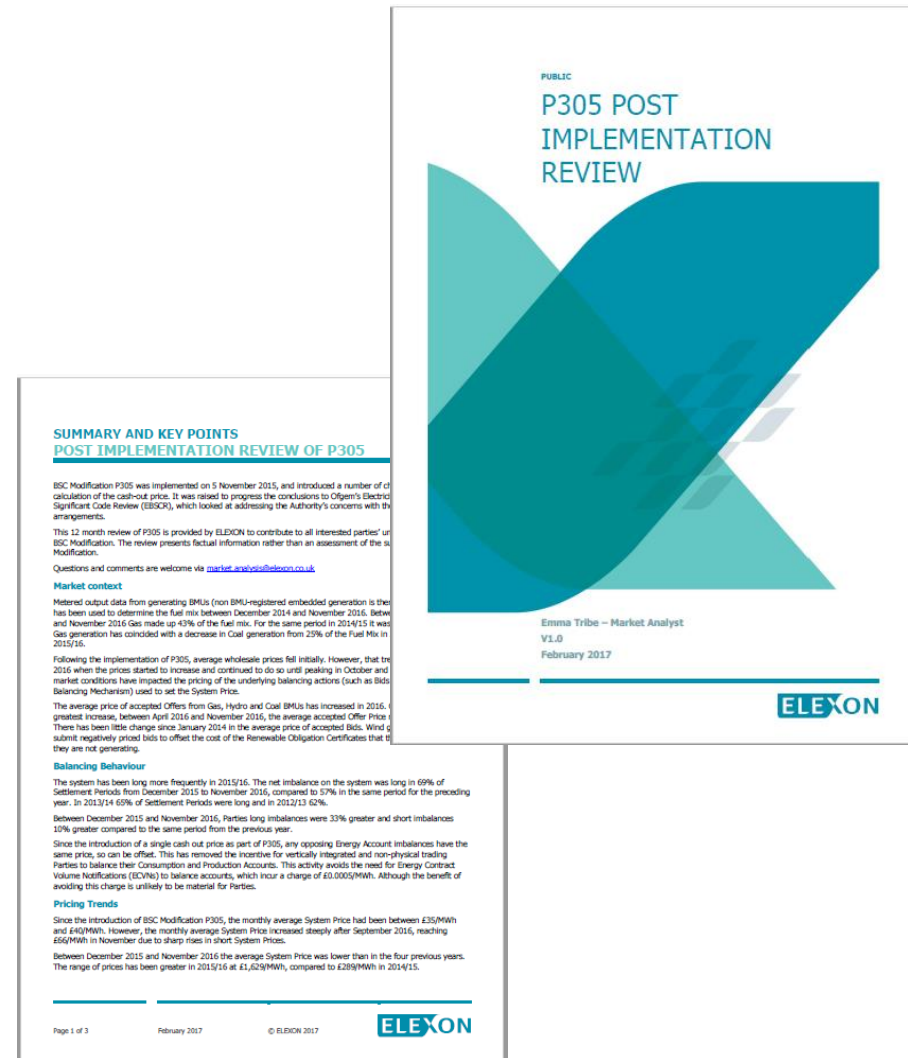 PUBLIC
P305 POST
IMPLEMENTATION
REVIEW
Emma Tribe – Market Analyst
V1.0
February 2017
ELEXON
SUMMARY AND KEY POINTS
POST IMPLEMENTATION REVIEW OF P305
BSC Modification P305 was implemented on 5 November 2015, and introduced a number of
calculation of the cash-out price. It was raised to progress the conclusions to Ofgem's
Significant Code Review (EBSCR), which looked at addressing the Authority's concerns with
arrangements.
This 12 month review of P305 is provided by ELEXON to contribute to all interested parties'
BSC Modification. The review presents factual information rather than an assessment of the
Modification.
Questions and comments are welcome via market.analysis@elexon.co.uk
Market context
Metered output data from generating BMUs (non BMU-registered embedded generation is
has been used to determine the fuel mix between December 2014 and November 2016.
and November 2016 Gas made up 43% of the fuel mix. For the same period in 2014/15 it was
Gas generation has coincided with a decrease in Coal generation from 25% of the Fuel Mix in
2015/16.
Following the implementation of P305, average wholesale prices fell initially. However, that
2016 when the prices started to increase and continued to do so until peaking in October and
market conditions have impacted the pricing of the underlying balancing actions (such as Bids
Balancing Mechanism) used to set the System Price.
The average price of accepted Offers from Gas, Hydro and Coal BMUs has increased in 2016.
greatest increase, between April 2016 and November 2016, the average accepted Offer Price
There has been little change since January 2014 in the average price of accepted Bids. Wind
submit negatively priced bids to offset the cost of the Renewable Obligation Certificates that
they are not generating.
Balancing Behaviour
The system has been long more frequently in 2015/16. The net imbalance on the system was long in 69% of
Settlement Periods from December 2015 to November 2016, compared to 57% in the same period for the preceding
year. In 2013/14 65% of Settlement Periods were long and in 2012/13 62%.
Between December 2015 and November 2016, Parties long imbalances were 33% greater and short imbalances
10% greater compared to the same period from the previous year.
Since the introduction of a single cash out price as part of P305, any opposing Energy Account imbalances have the
same price, so can be offset. This has removed the incentive for vertically integrated and non-physical trading
Parties to balance their Consumption and Production Accounts. This activity avoids the need for Energy Contract
Volume Notifications (ECVNs) to balance accounts, which incur a charge of £0.0005/MWh. Although the benefit of
avoiding this charge is unlikely to be material for Parties.
Pricing Trends
Since the introduction of BSC Modification P305, the monthly average System Price had been between £35/MWh
and £40/MWh. However, the monthly average System Price increased steeply after September 2016, reaching
£66/MWh in November due to sharp rises in short System Prices.
Between December 2015 and November 2016 the average System Price was lower than in the four previous years.
The range of prices has been greater in 2015/16 at £1,629/MWh, compared to £289/MWh in 2014/15.
Page 1 of 3
February 2017
© ELEXON 2017
ELEXON